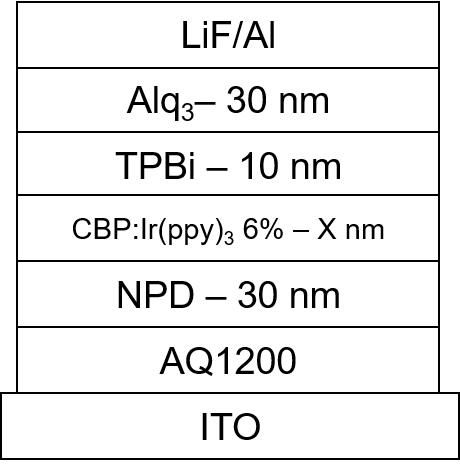 LiF/Al
Alq₃– 30 nm
TPBi – 10 nm
CBP:Ir(ppy)₃ 6% – X nm
NPD – 30 nm
AQ1200
ITO